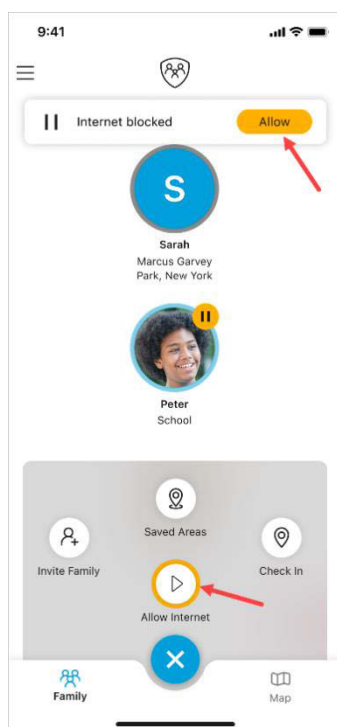 9:41
Internet blocked
Allow
S
Sarah
Marcus Garvey
Park, New York
Peter
School
Saved Areas
Invite Family
Check In
Allow Internet
Family
Map